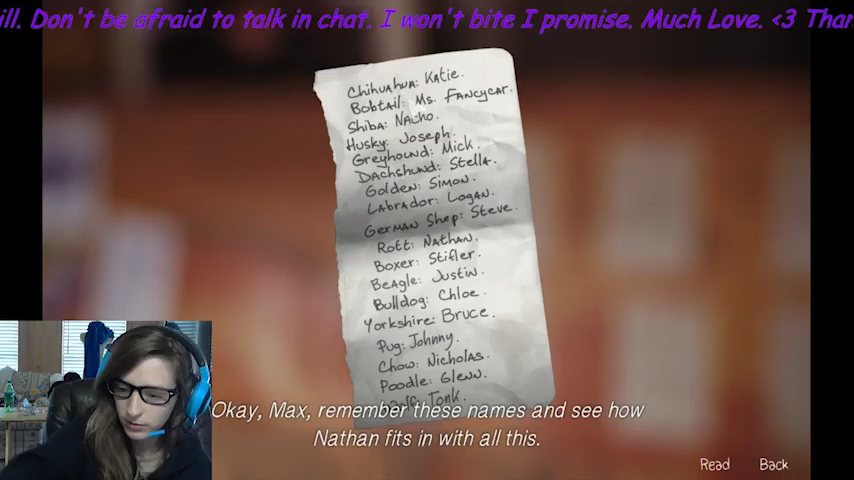 ill. Don't be afraid to talk in chat. I won't bite I promise. Much Love. <3 Than
Chihuahua: Katie.
Bobtail: Ms. Fancycar.
Shiba: Nacho.
Husky: Joseph.
Greyhound: Mick.
Dachshund: Stella.
Golden: Simon.
Labrador: Logan.
German Shep: Steve.
Rott: Nathan.
Boxer: Stifler.
Beagle: Justin.
Bulldog: Chloe.
Yorkshire: Bruce.
Pug: Johnny.
Chow: Nicholas.
Poodle: Glenn.
Tonk.
Okay, Max, remember these names and see how
Nathan fits in with all this.
Read Back